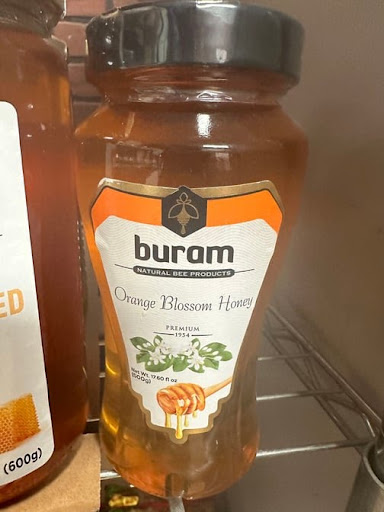 buram
NATURAL BEE PRODUCTS
Orange Blossom Honey
PREMIUM
1954
Net Wt. 17.60 fl oz
(500g)
ED
(600g)